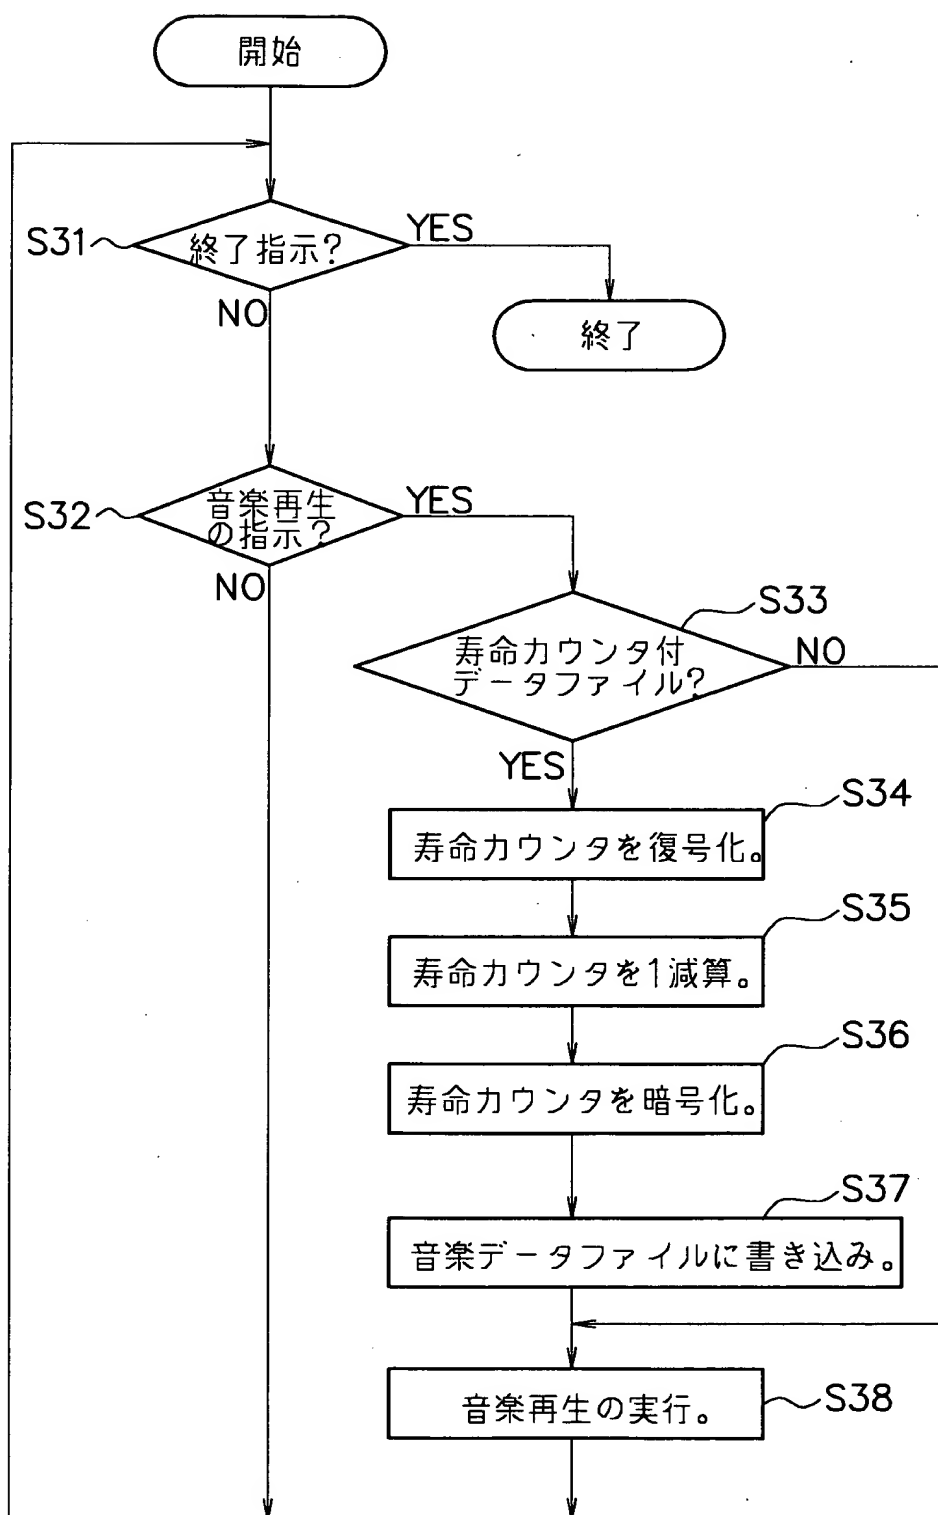 開始
S31
終了指示?
YES
NO
終了
S32
音楽再生
の指示?
YES
NO
S33
寿命カウンタ付
データファイル?
NO
YES
S34
寿命カウンタを復号化。
S35
寿命カウンタを1減算。
S36
寿命カウンタを暗号化。
S37
音楽データファイルに書き込み。
S38
音楽再生の実行。